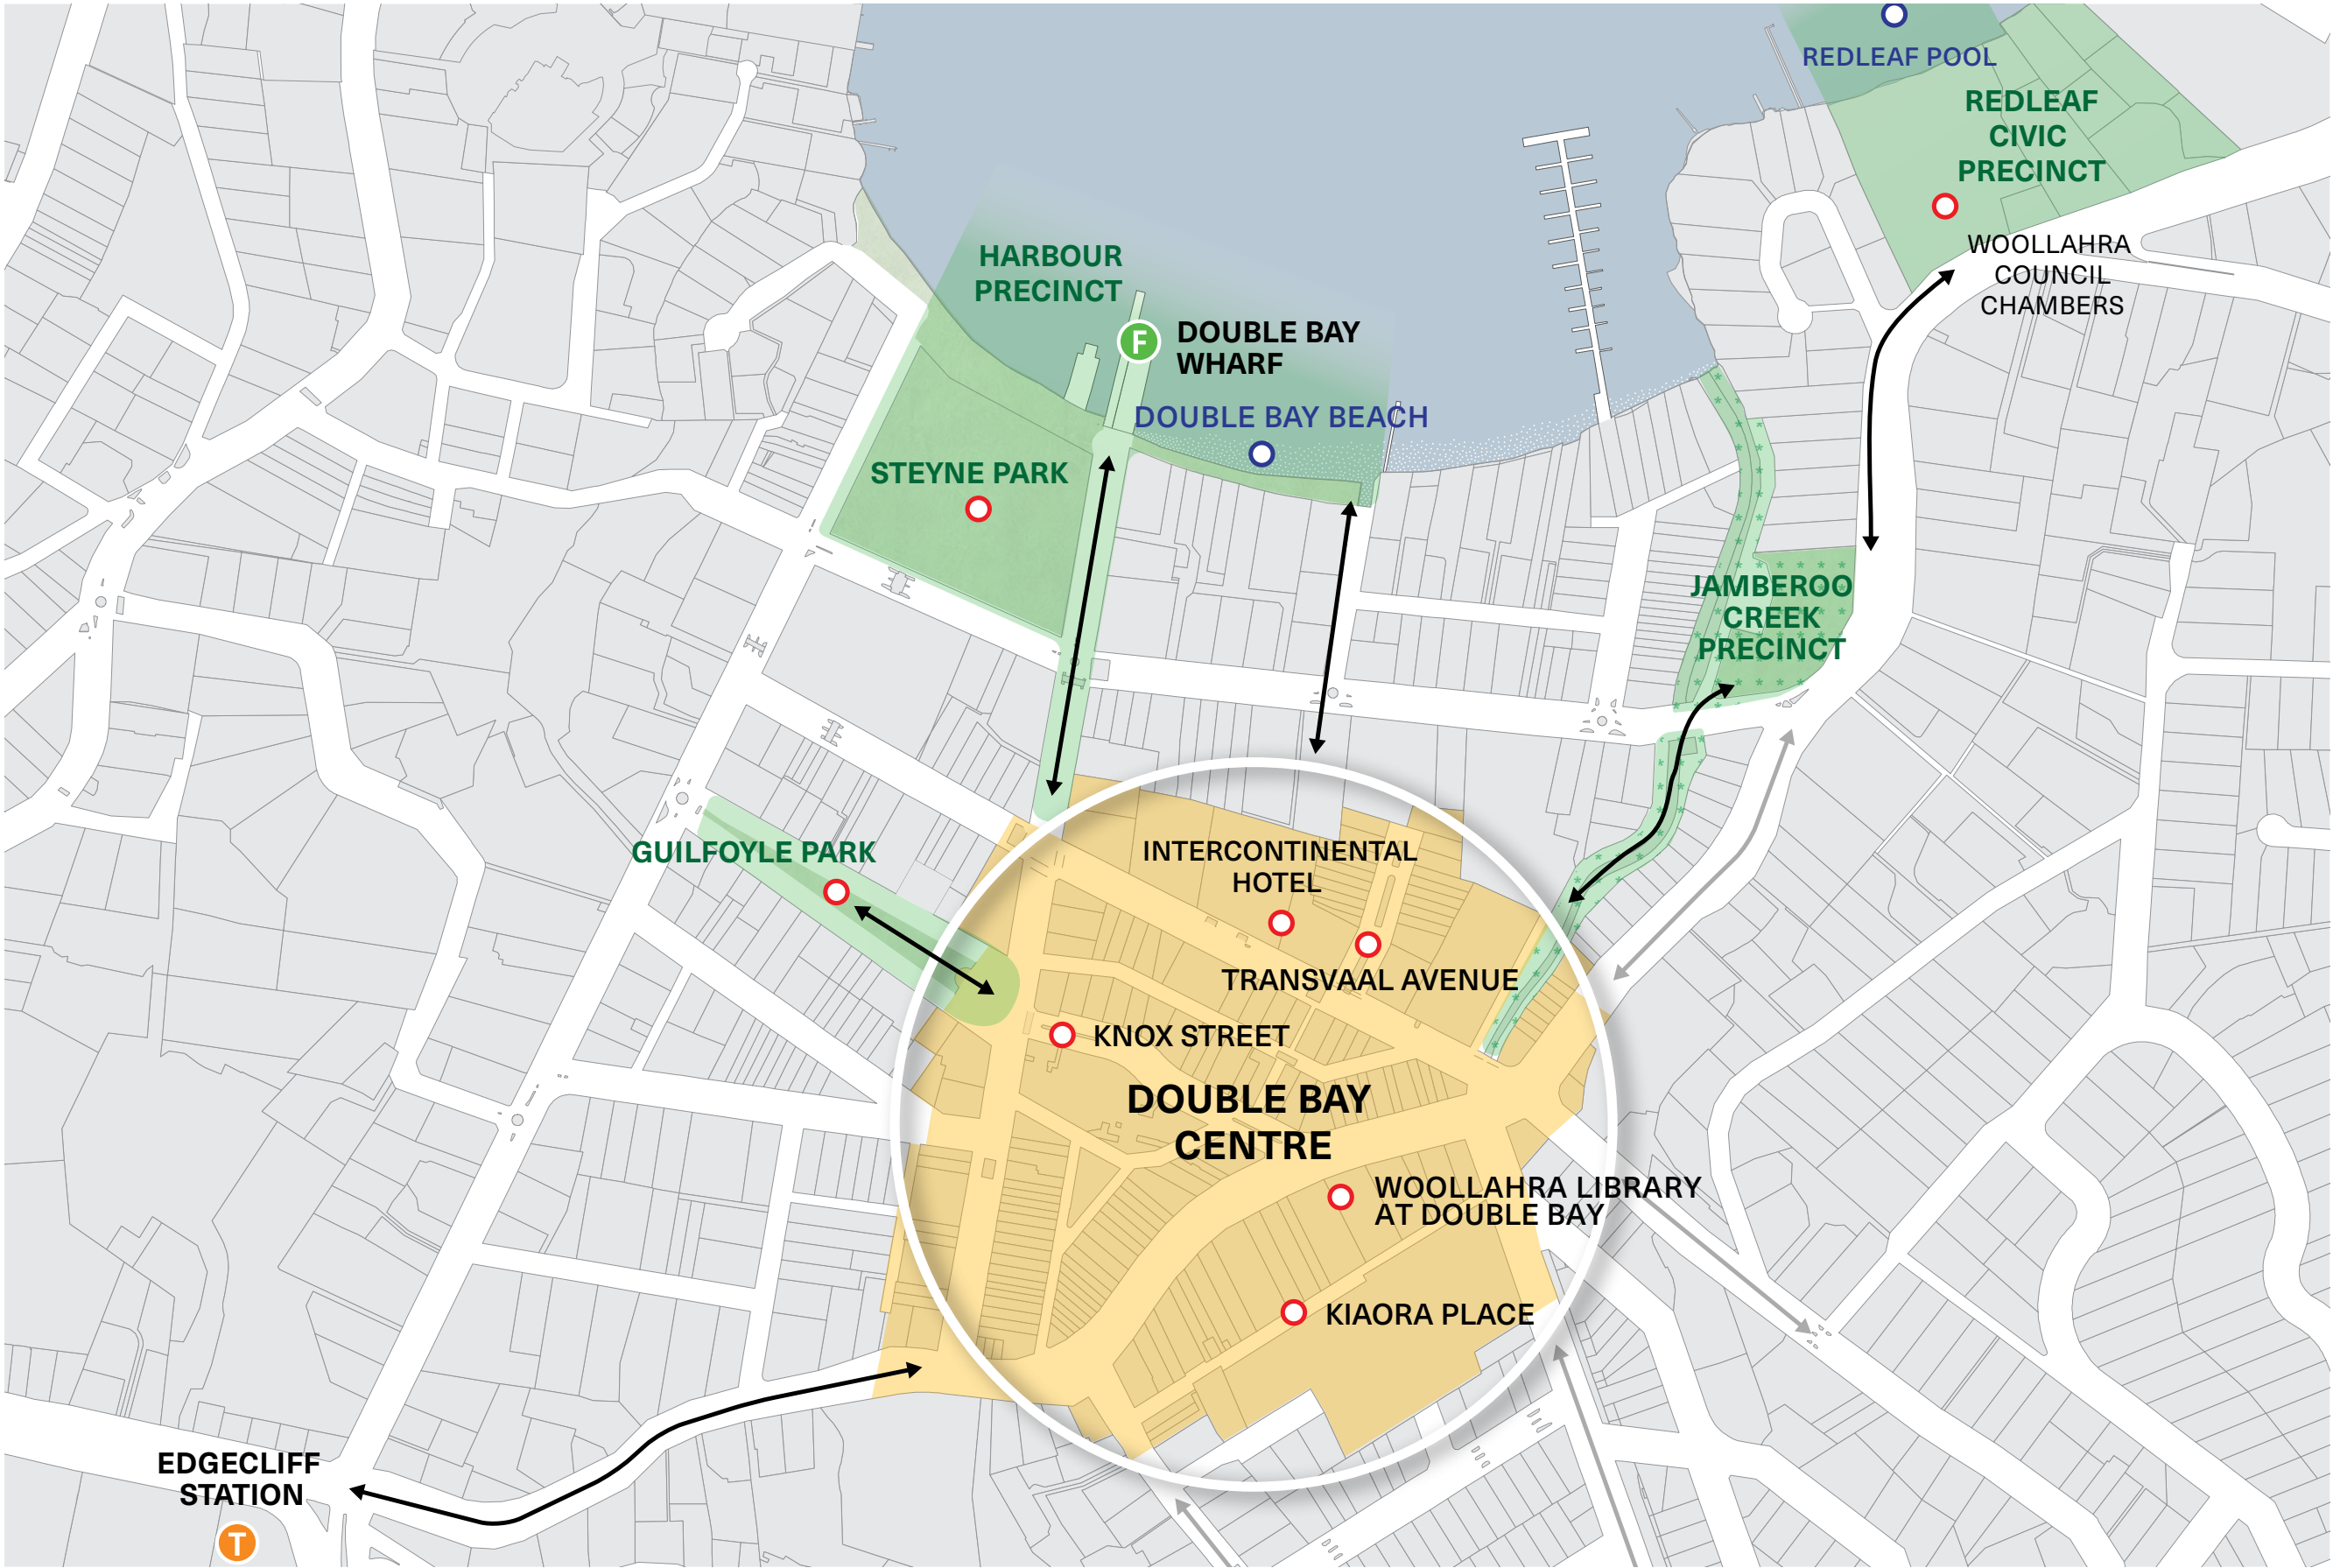 REDLEAF POOL
REDLEAF
CIVIC
PRECINCT
WOOLLAHRA
COUNCIL
CHAMBERS
HARBOUR
PRECINCT
F
DOUBLE BAY
WHARF
DOUBLE BAY BEACH
STEYNE PARK
JAMBEROO
CREEK
PRECINCT
GUILFOYLE PARK
INTERCONTINENTAL
HOTEL
TRANSVAAL AVENUE
KNOX STREET
DOUBLE BAY
CENTRE
WOOLLAHRA LIBRARY
AT DOUBLE BAY
KIAORA PLACE
EDGECLIFF
STATION
T